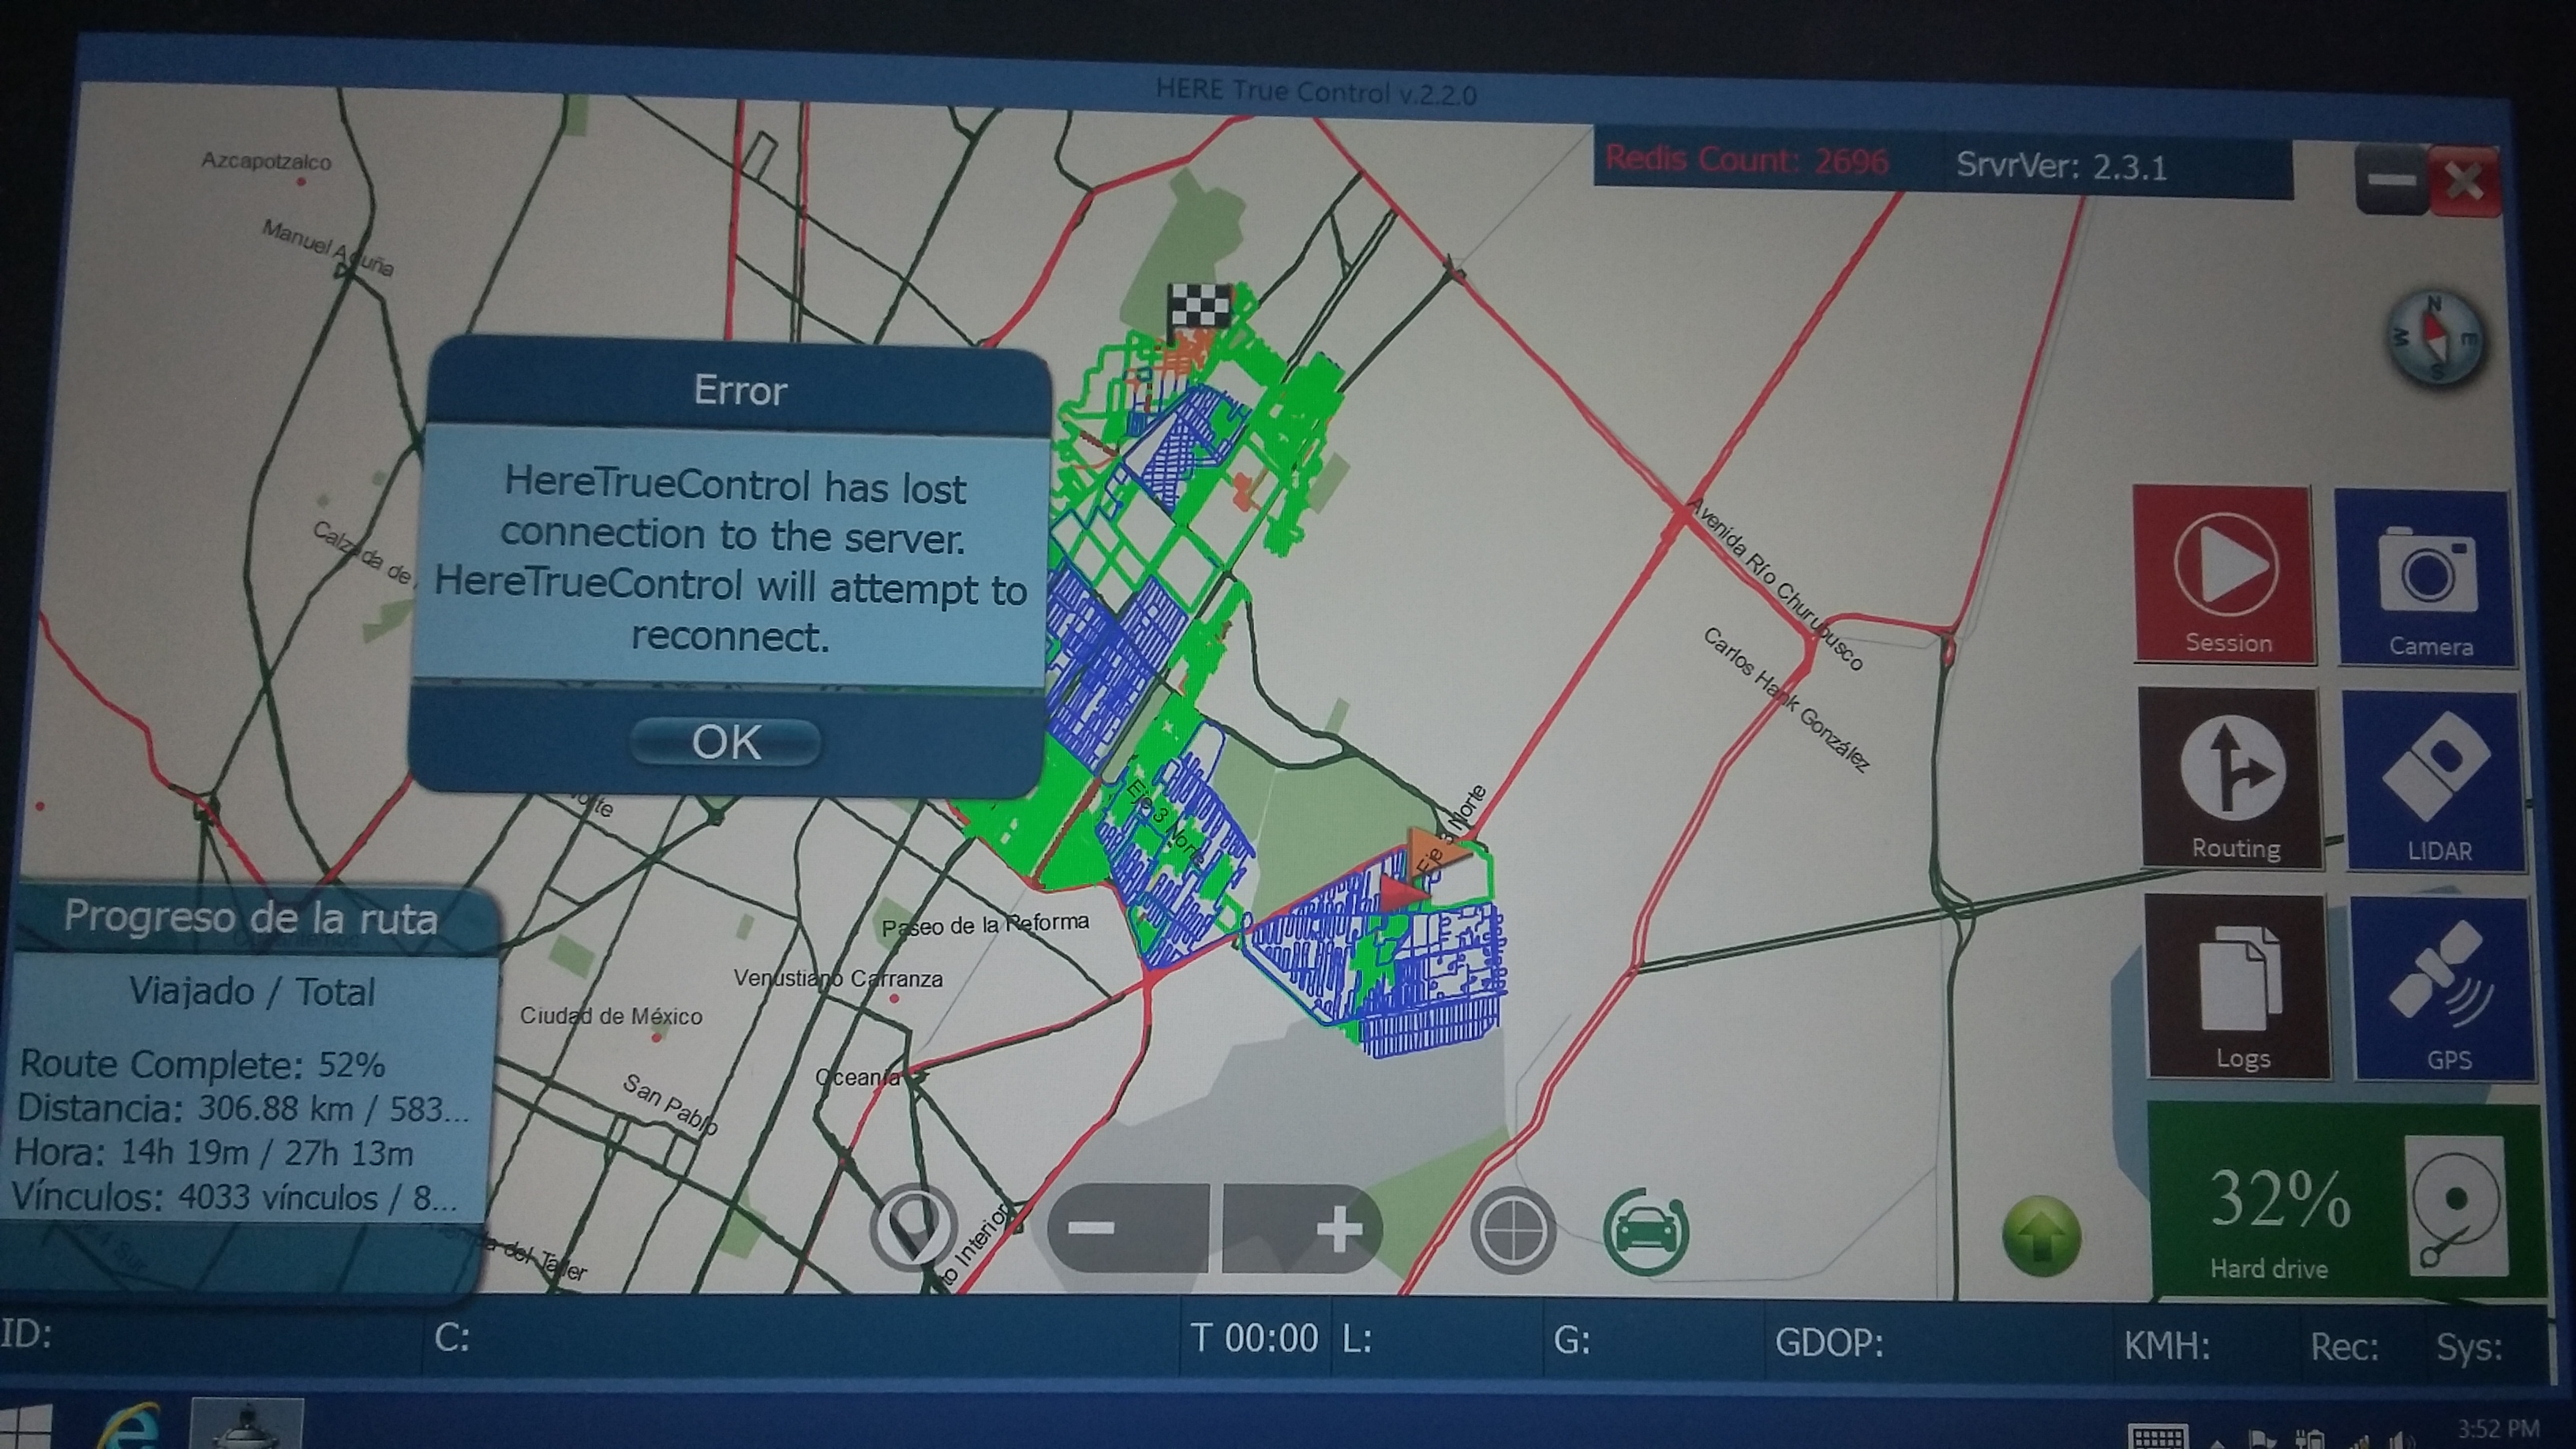 HERE True Control v.2.2.0
Redis Count: 2696
SrvrVer: 2.3.1
Azcapotzalco
Manuel Acuña
N
E
S
W
Error
HereTrueControl has lost
connection to the server.
HereTrueControl will attempt to
reconnect.
OK
Calzada de
Avenida Río Churubusco
Carlos Hank González
Session
Camera
Routing
LIDAR
Logs
GPS
32%
Hard drive
Eje 3 Norte
Eje 3 Norte
Paseo de la Reforma
Venustiano Carranza
Ciudad de México
Oceanía
San Pablo
to Interior
del Taller
Progreso de la ruta
Viajado / Total
Route Complete: 52%
Distancia: 306.88 km / 583...
Hora: 14h 19m / 27h 13m
Vínculos: 4033 vínculos / 8...
ID:
C:
T 00:00
L:
G:
GDOP:
KMH:
Rec:
Sys:
3:52 PM